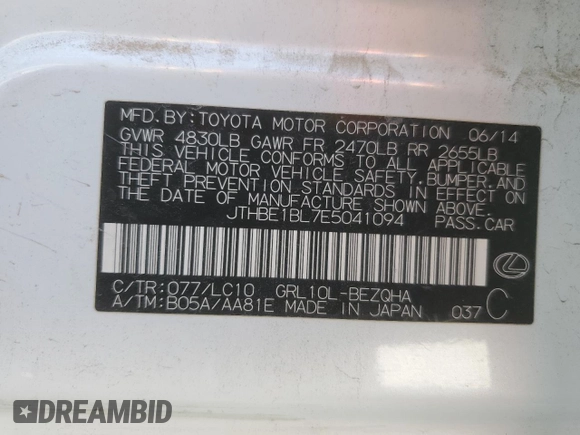 MFD. BY: TOYOTA MOTOR CORPORATION 06/14
GVWR 4830LB GAWR FR 2470LB RR 2655LB
THIS VEHICLE CONFORMS TO ALL APPLICABLE
FEDERAL MOTOR VEHICLE SAFETY, BUMPER, AND
THEFT PREVENTION STANDARDS IN EFFECT ON
THE DATE OF MANUFACTURE SHOWN ABOVE.
JTHBE1BL7E5041094 PASS.CAR
C/TR: 077/LC10 GRL10L-BEZQHA
A/TM: B05A/AA81E MADE IN JAPAN 037 C
DREAMBID